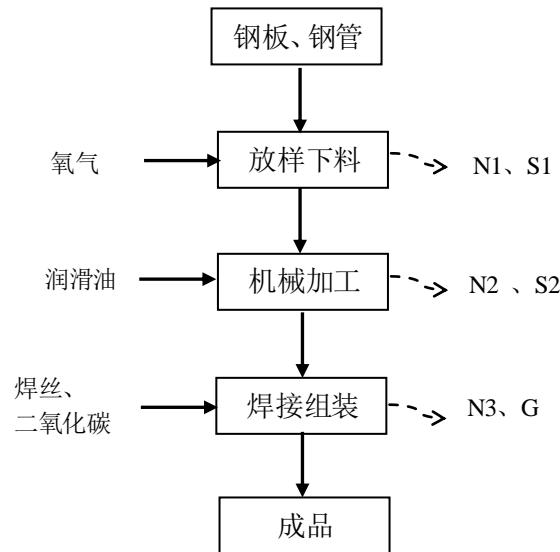 钢板、钢管
氧气
放样下料
N1、S1
润滑油
机械加工
N2 、S2
焊丝、
二氧化碳
焊接组装
N3、G
成品